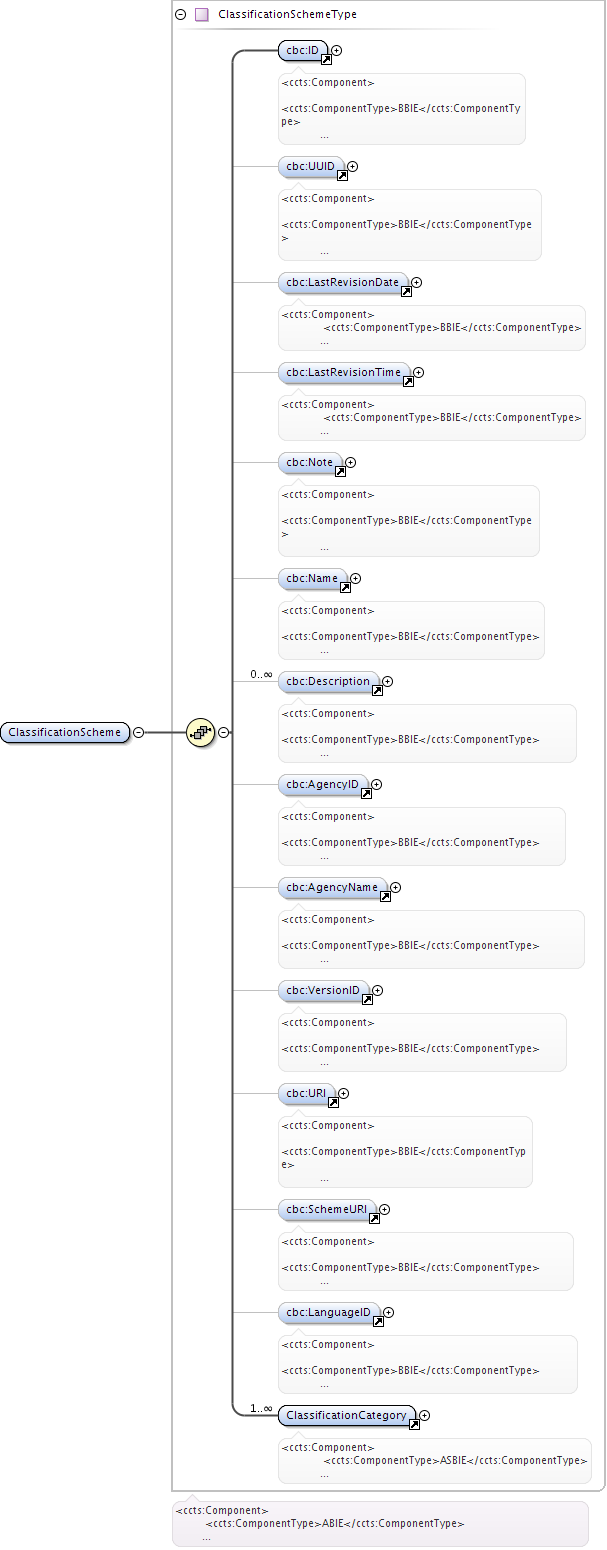 ClassificationSchemeType
cbc:ID
<ccts:Component>
<ccts:ComponentType>BBIE</ccts:ComponentTy
pe>
...
cbc:UUID
<ccts:Component>
<ccts:ComponentType>BBIE</ccts:ComponentType
>
...
cbc:LastRevisionDate
<ccts:Component>
<ccts:ComponentType>BBIE</ccts:ComponentType>
...
cbc:LastRevisionTime
<ccts:Component>
<ccts:ComponentType>BBIE</ccts:ComponentType>
...
cbc:Note
<ccts:Component>
<ccts:ComponentType>BBIE</ccts:ComponentType
>
...
cbc:Name
<ccts:Component>
<ccts:ComponentType>BBIE</ccts:ComponentType>
...
0..∞
cbc:Description
<ccts:Component>
<ccts:ComponentType>BBIE</ccts:ComponentType>
...
ClassificationScheme
cbc:AgencyID
<ccts:Component>
<ccts:ComponentType>BBIE</ccts:ComponentType>
...
cbc:AgencyName
<ccts:Component>
<ccts:ComponentType>BBIE</ccts:ComponentType>
...
cbc:VersionID
<ccts:Component>
<ccts:ComponentType>BBIE</ccts:ComponentType>
...
cbc:URI
<ccts:Component>
<ccts:ComponentType>BBIE</ccts:ComponentTyp
e>
...
cbc:SchemeURI
<ccts:Component>
<ccts:ComponentType>BBIE</ccts:ComponentType>
...
cbc:LanguageID
<ccts:Component>
<ccts:ComponentType>BBIE</ccts:ComponentType>
...
1..∞
ClassificationCategory
<ccts:Component>
<ccts:ComponentType>ASBIE</ccts:ComponentType>
...
<ccts:Component>
<ccts:ComponentType>ABIE</ccts:ComponentType>
...